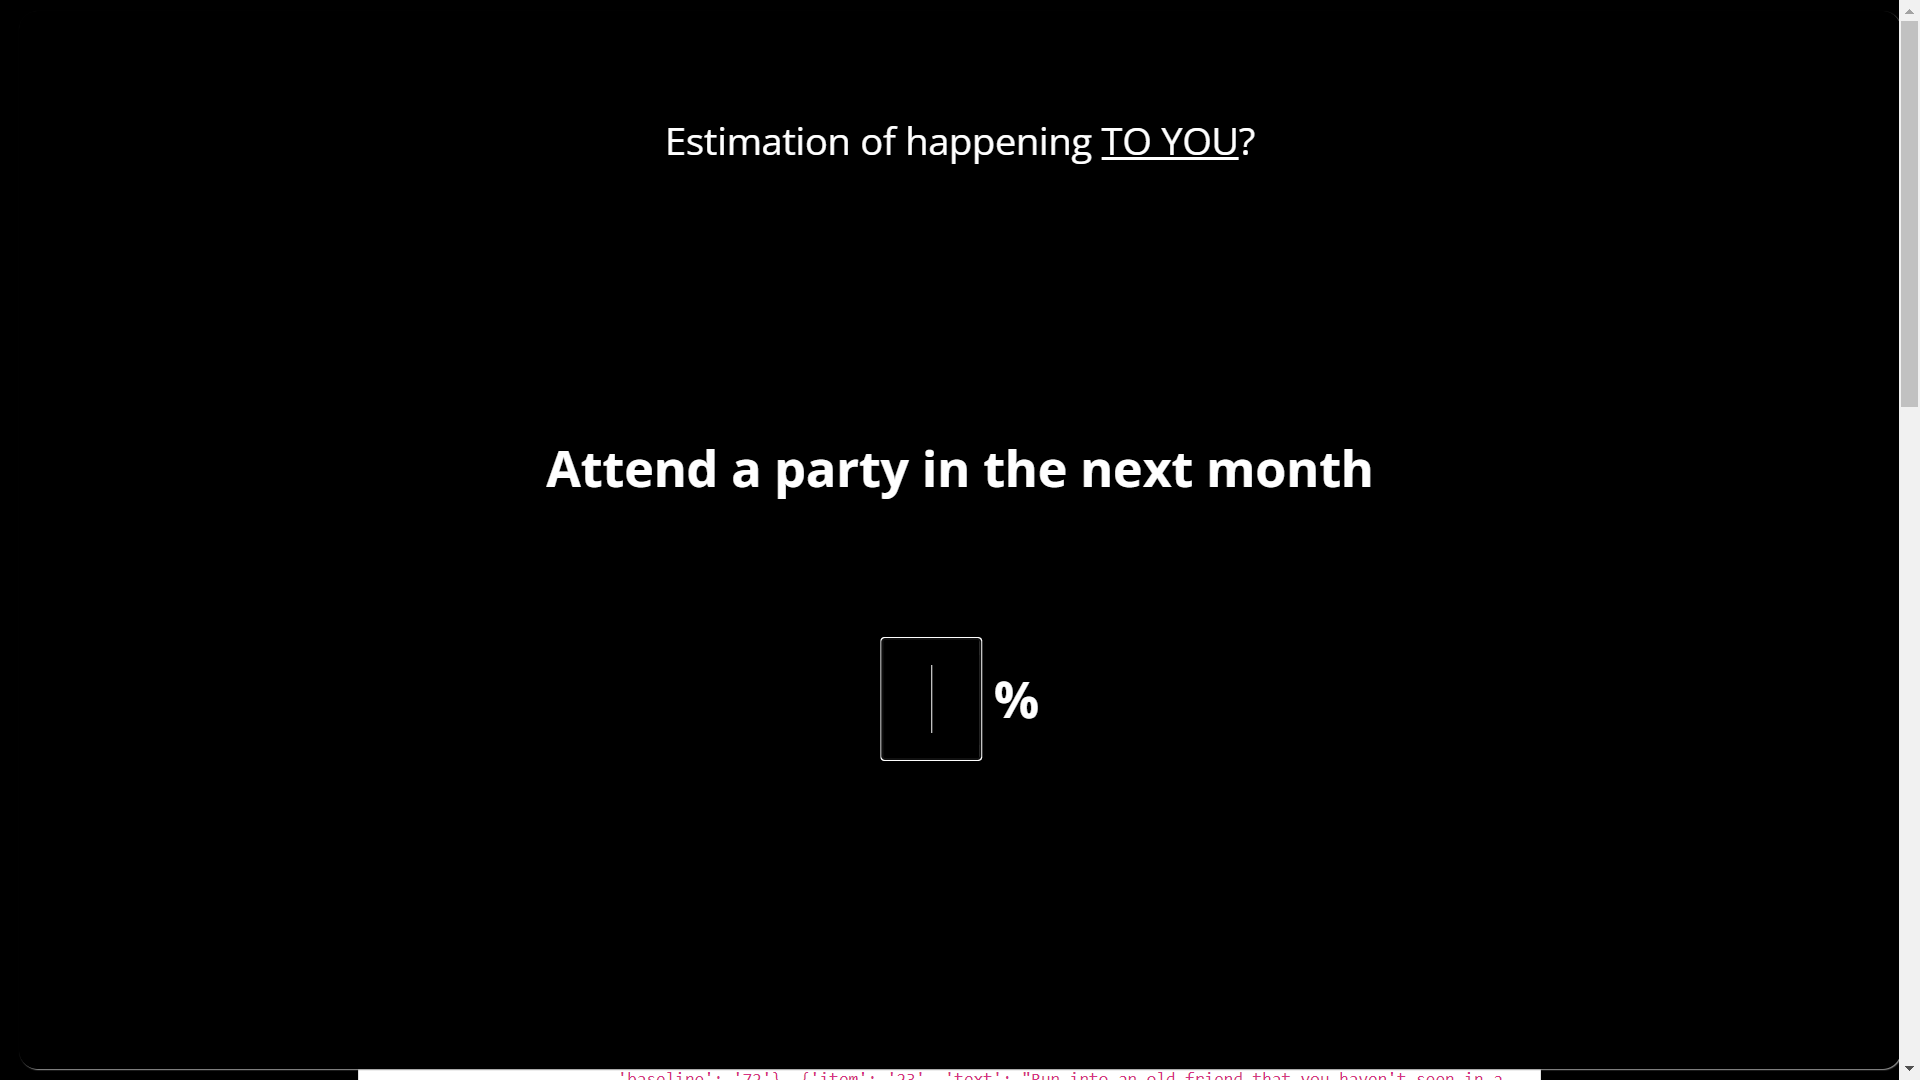 Estimation of happening TO YOU?
Attend a party in the next month
%
'baseline': '72'}, {'item': '23', 'text': "Run into an old friend that you haven't seen in a